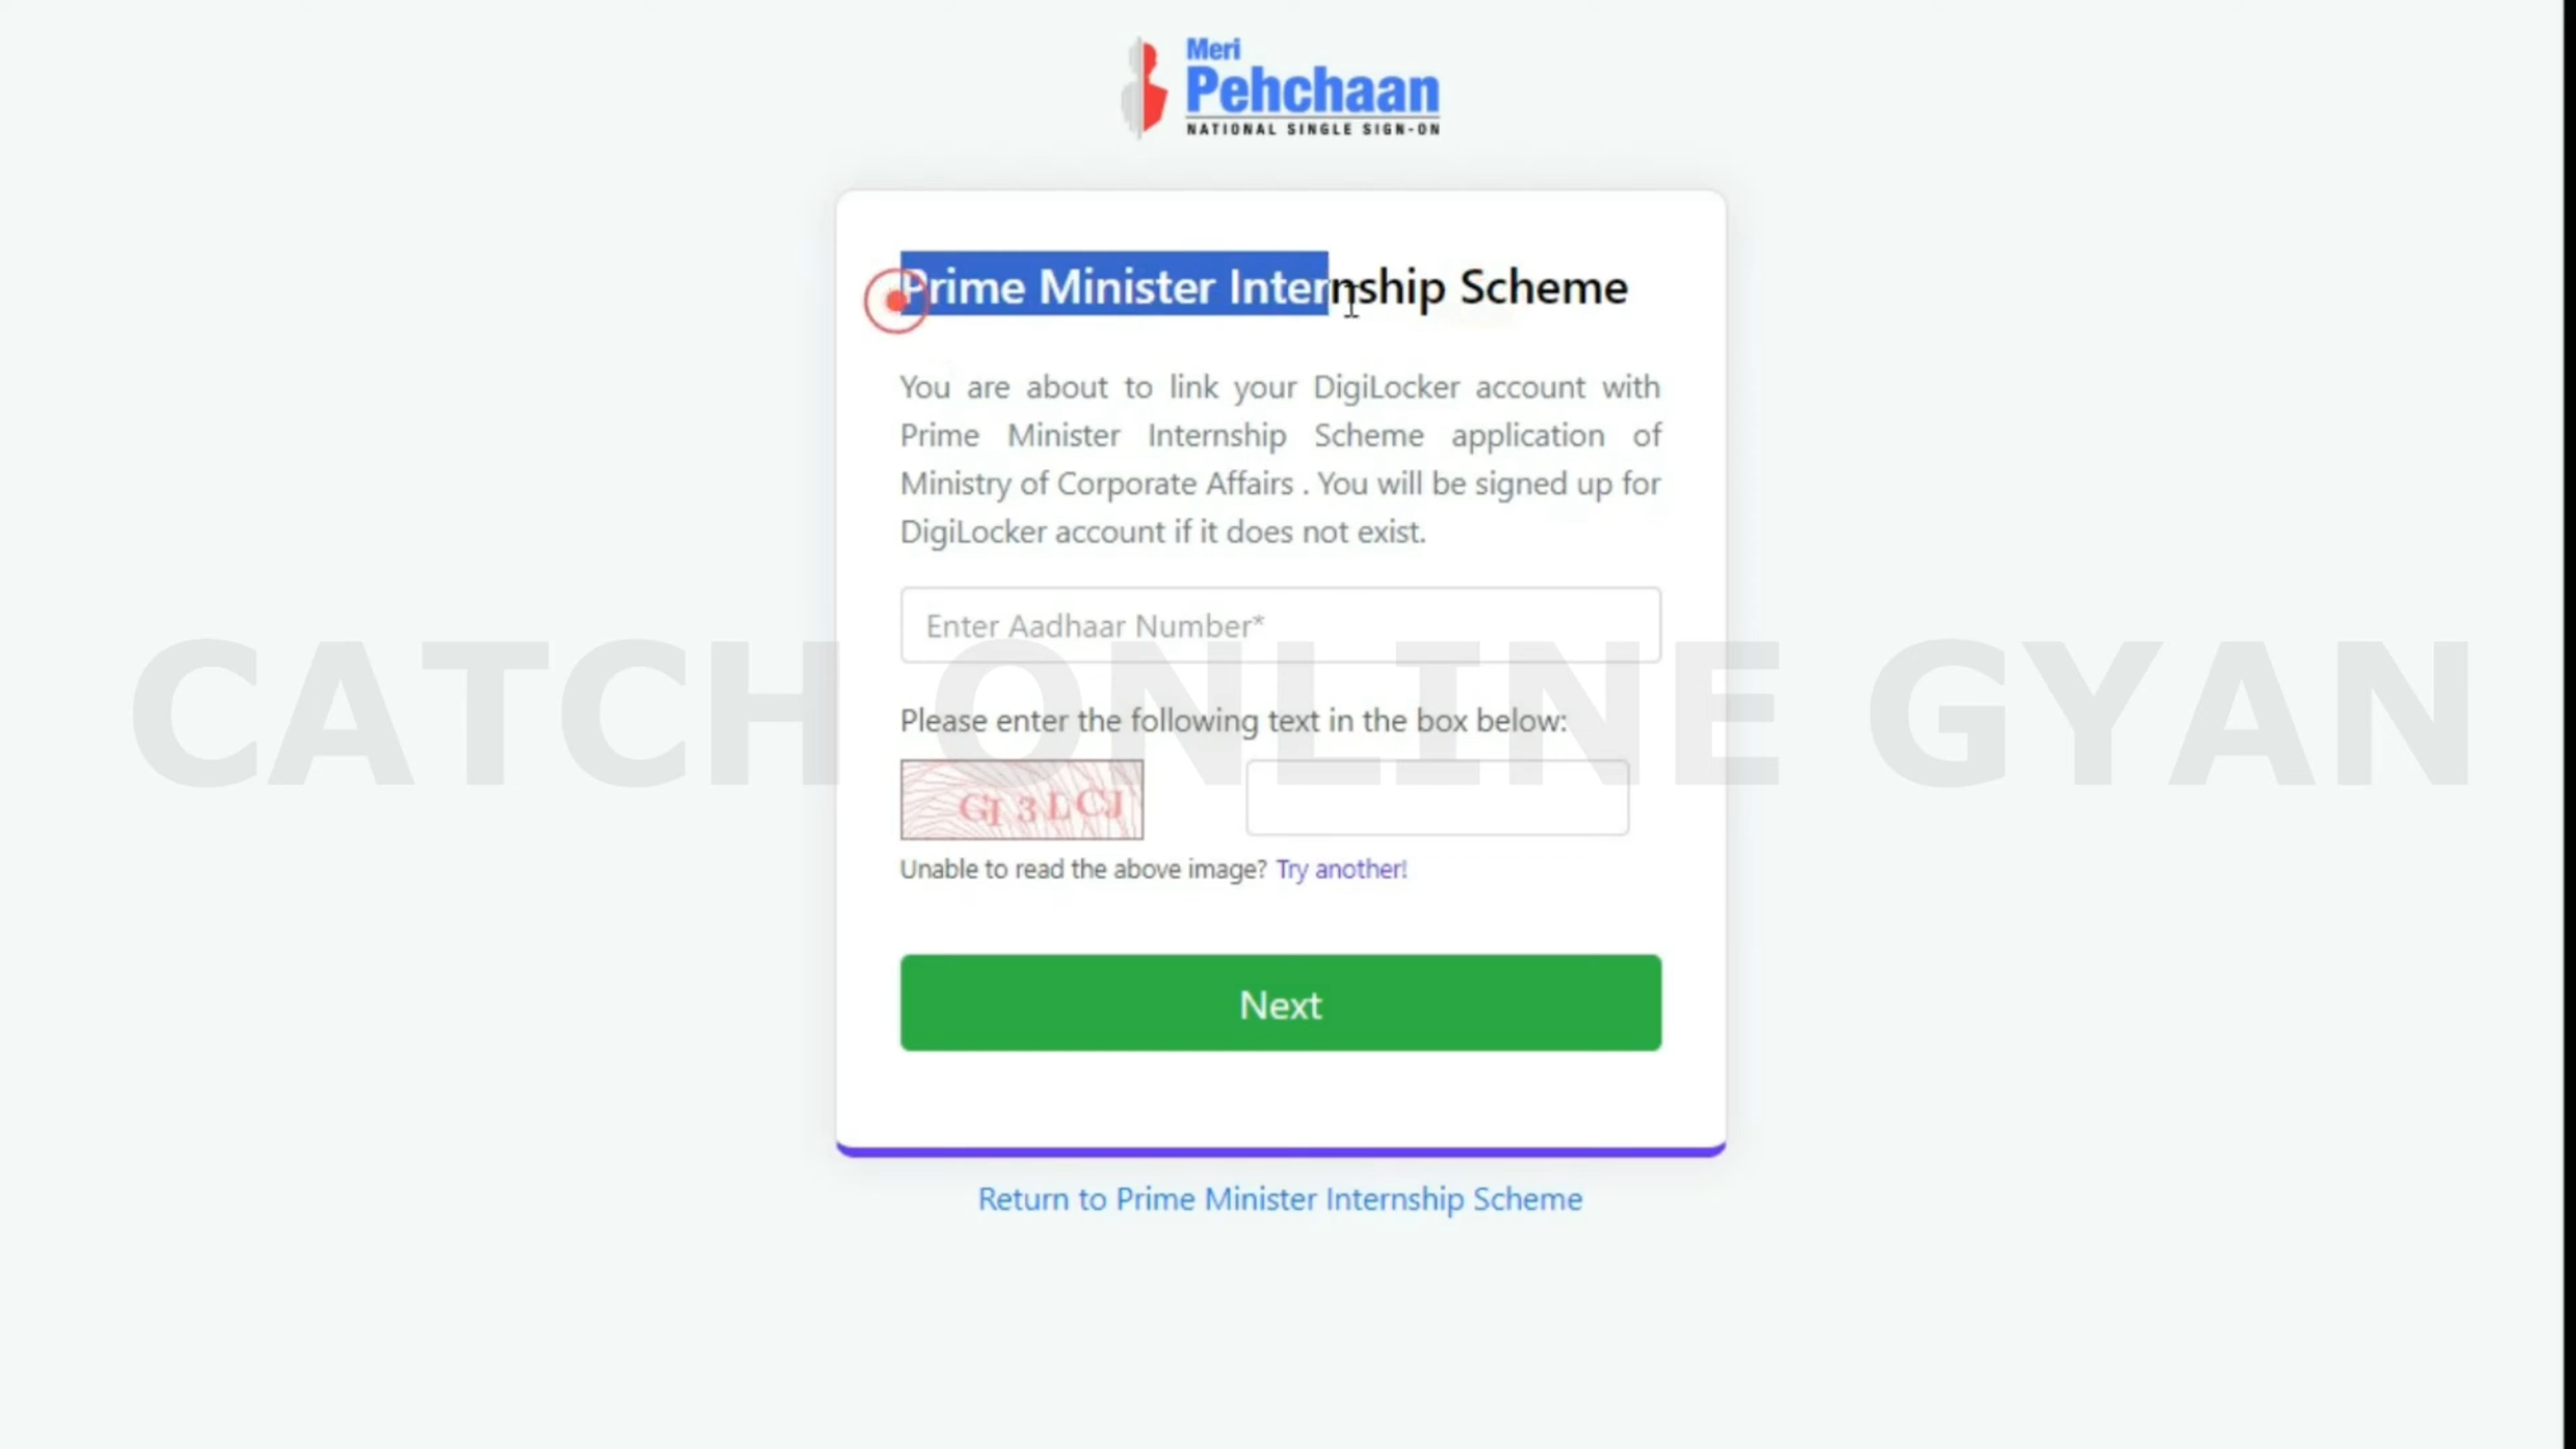 Meri
Pehchaan
NATIONAL SINGLE SIGN-ON
Prime Minister Internship Scheme
You are about to link your DigiLocker account with
Prime Minister Internship Scheme application of
Ministry of Corporate Affairs . You will be signed up for
DigiLocker account if it does not exist.
Enter Aadhaar Number*
CATCH ONLINE GYAN
Please enter the following text in the box below:
Unable to read the above image? Try another!
Next
Return to Prime Minister Internship Scheme